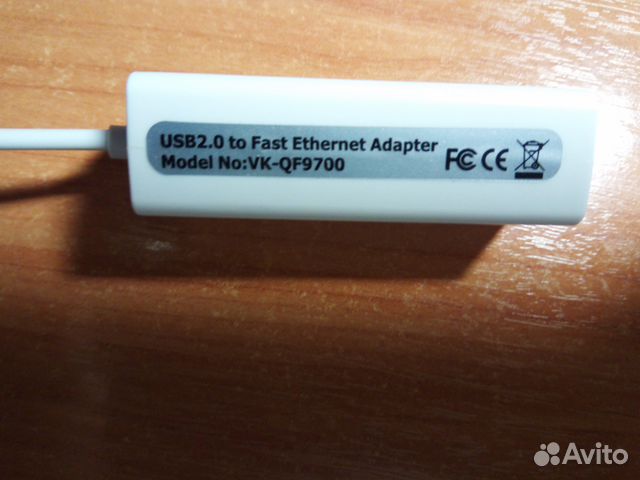 USB2.0 to Fast Ethernet Adapter
Model No:VK-QF9700
FC CE
Avito